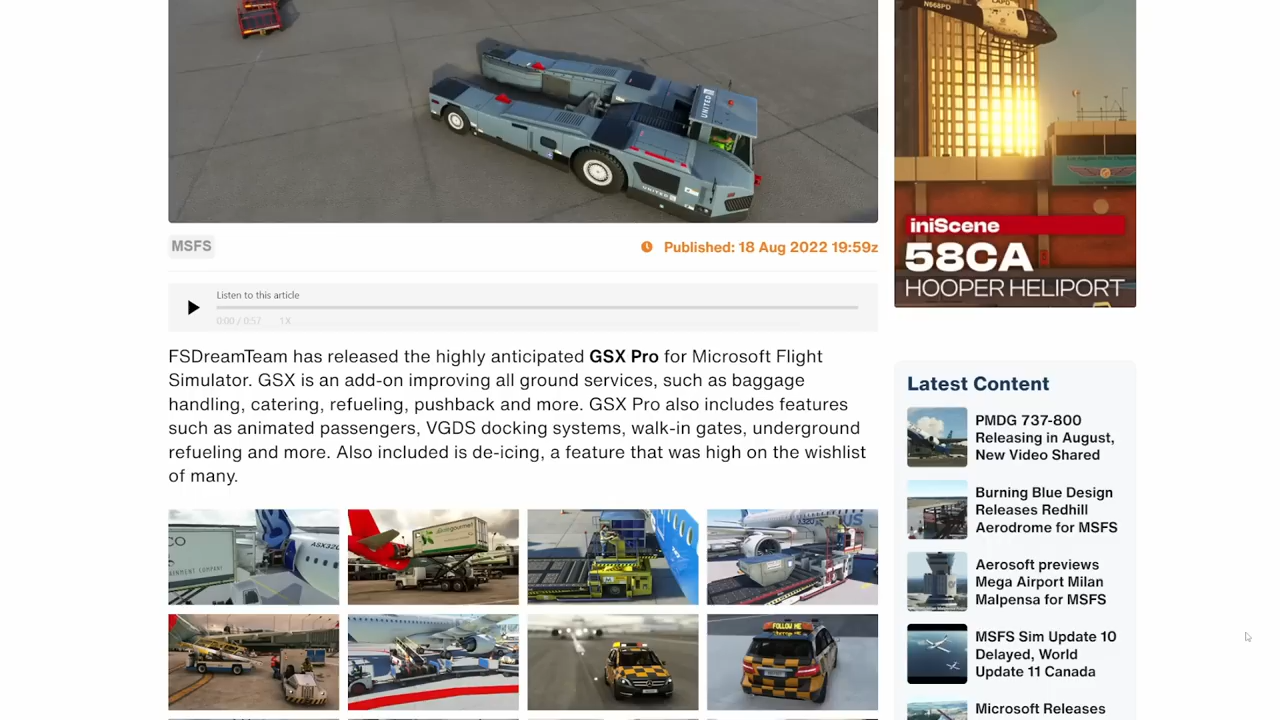 N668PD
LAPD
UNITED
UNITED
iniScene
58CA
HOOPER HELIPORT
MSFS
Published: 18 Aug 2022 19:59z
Listen to this article
0:00 / 0:57 1X
FSDreamTeam has released the highly anticipated GSX Pro for Microsoft Flight
Simulator. GSX is an add-on improving all ground services, such as baggage
handling, catering, refueling, pushback and more. GSX Pro also includes features
such as animated passengers, VGDS docking systems, walk-in gates, underground
refueling and more. Also included is de-icing, a feature that was high on the wishlist
of many.
FOLLOW ME
Latest Content
PMDG 737-800
Releasing in August,
New Video Shared
Burning Blue Design
Releases Redhill
Aerodrome for MSFS
Aerosoft previews
Mega Airport Milan
Malpensa for MSFS
MSFS Sim Update 10
Delayed, World
Update 11 Canada
Microsoft Releases